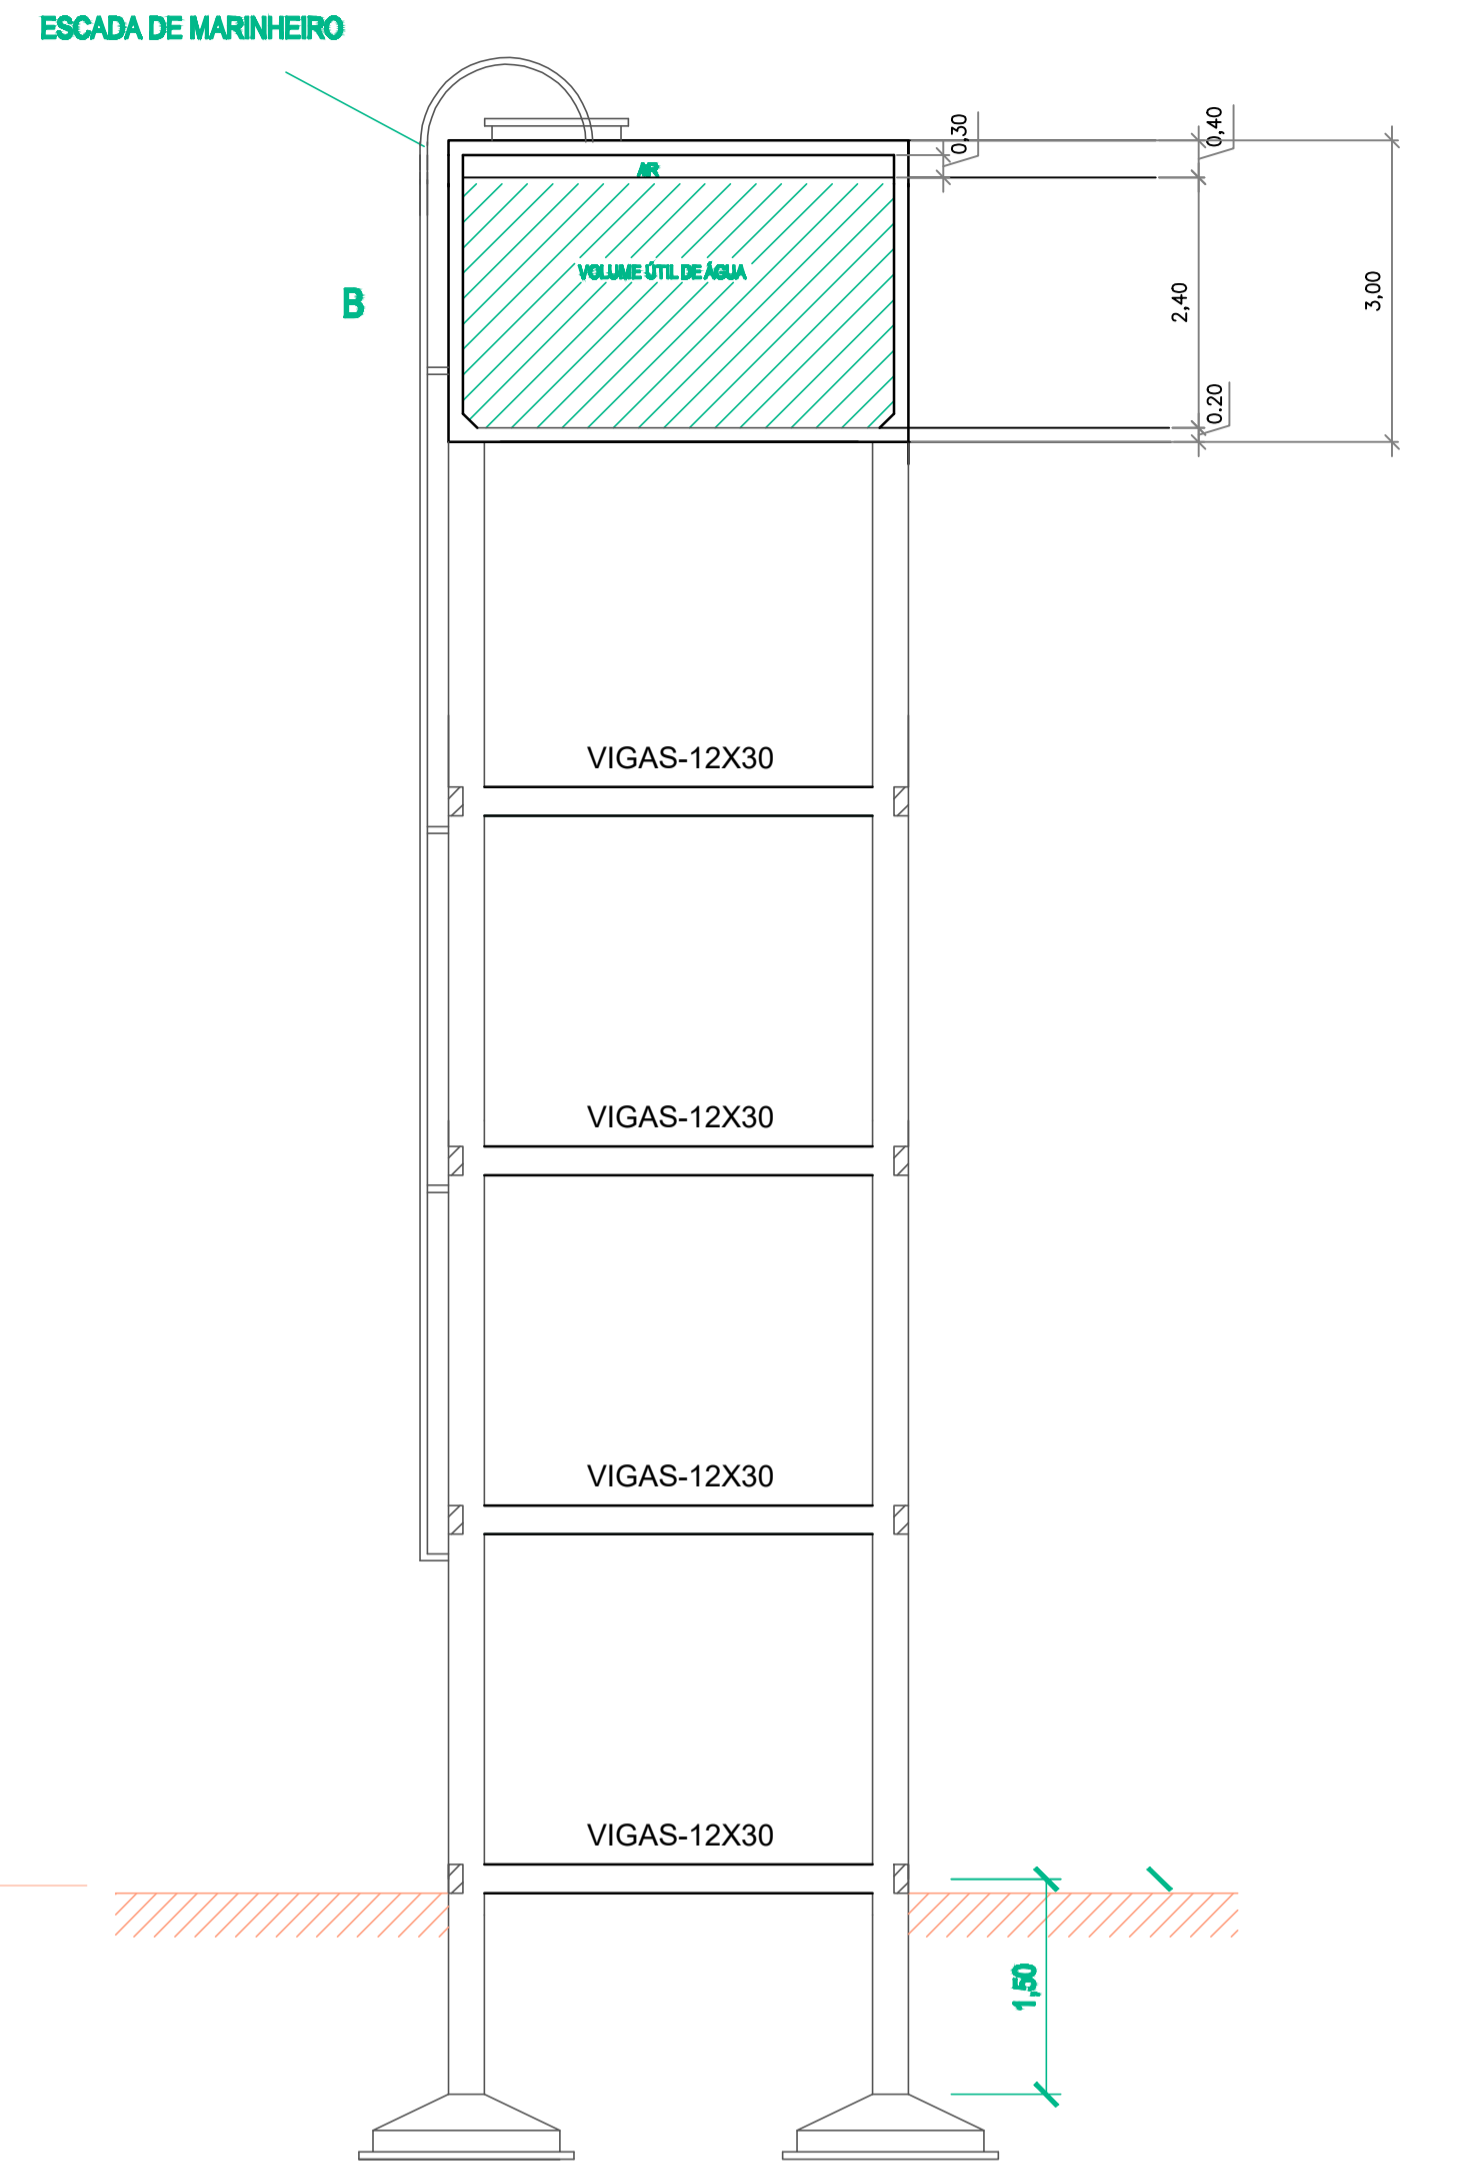 ESCADA DE MARINHEIRO
0,30
0,40
AIR
VOLUME ÚTIL DE ÁGUA
B
2,40
3,00
0.20
VIGAS-12X30
VIGAS-12X30
VIGAS-12X30
VIGAS-12X30
1,50